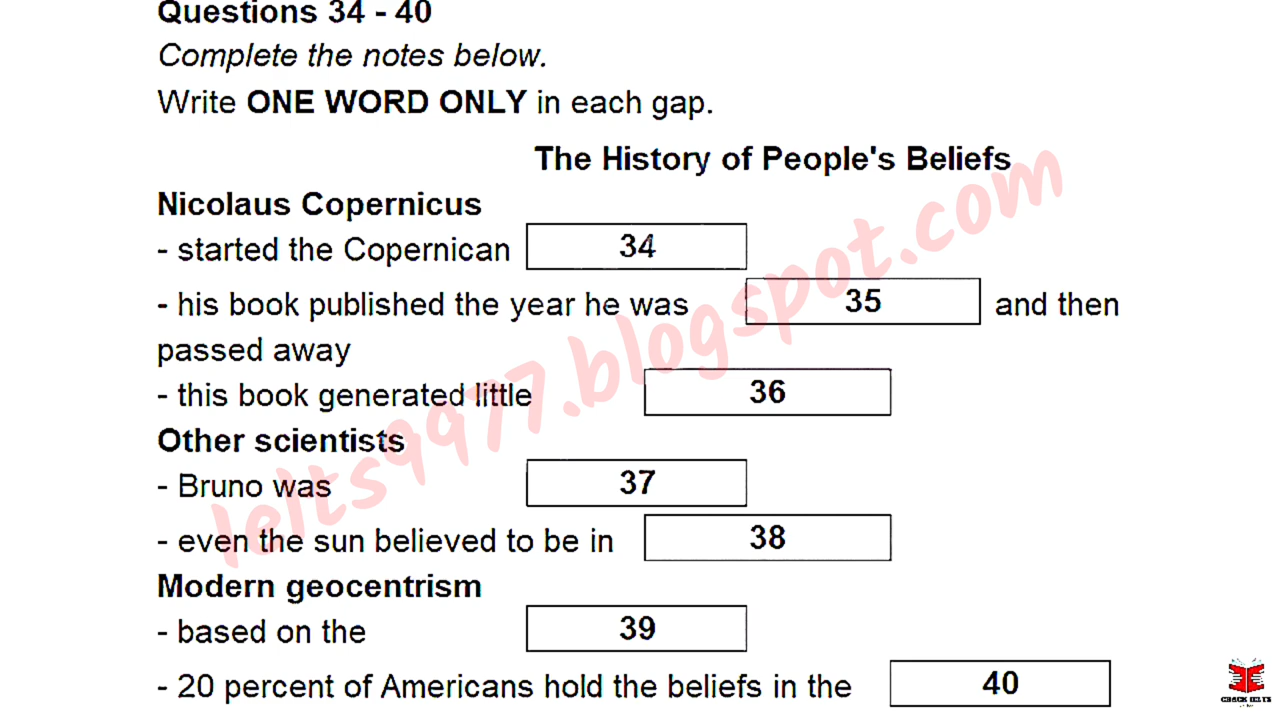 Questions 34 - 40
Complete the notes below.
Write ONE WORD ONLY in each gap.
The History of People's Beliefs
Nicolaus Copernicus
- started the Copernican 34
- his book published the year he was 35 and then
passed away
- this book generated little 36
Other scientists
- Bruno was 37
- even the sun believed to be in 38
Modern geocentrism
- based on the 39
- 20 percent of Americans hold the beliefs in the 40
Ielts9977.blogspot.com